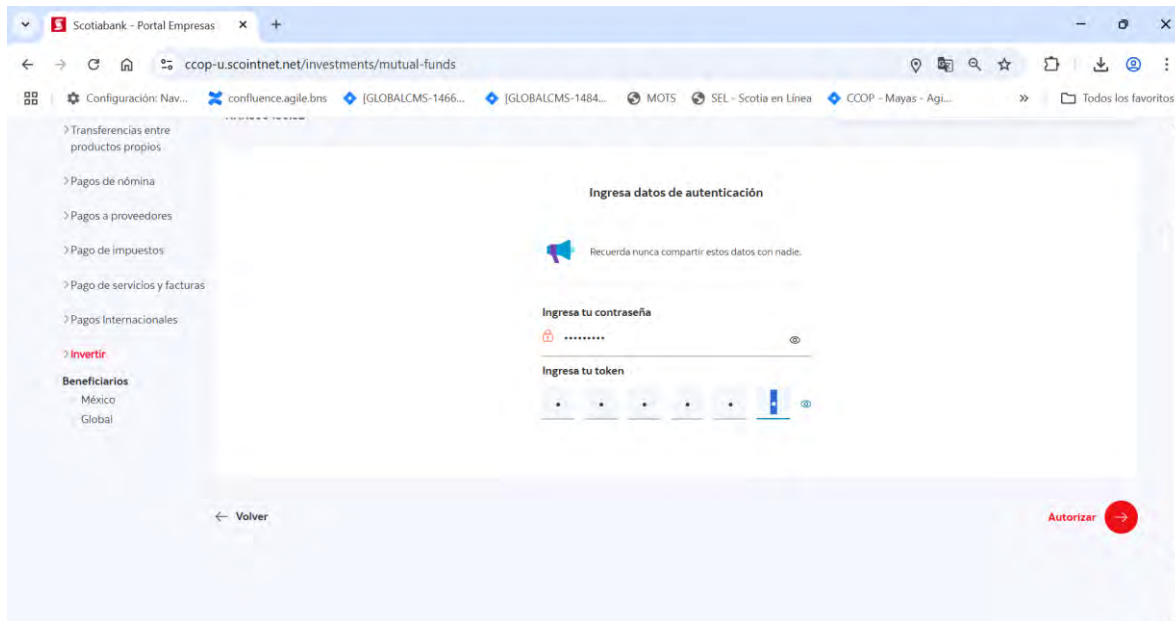 Scotiabank - Portal Empresas
ccop-u.scointnet.net/investments/mutual-funds
Configuración: Nav...
confluence.agile.bns
[GLOBALCMS-1466...
[GLOBALCMS-1484...
MOTS
SEL - Scotia en Línea
CCOP - Mayas - Agi...
»
Todos los favoritos
Transferencias entre
productos propios
Pagos de nómina
Pagos a proveedores
Pago de impuestos
Pago de servicios y facturas
Pagos Internacionales
Invertir
Beneficiarios
México
Global
Ingresa datos de autenticación
Recuerda nunca compartir estos datos con nadie.
Ingresa tu contraseña
•••••••••
Ingresa tu token
• • • • • •
← Volver
Autorizar →